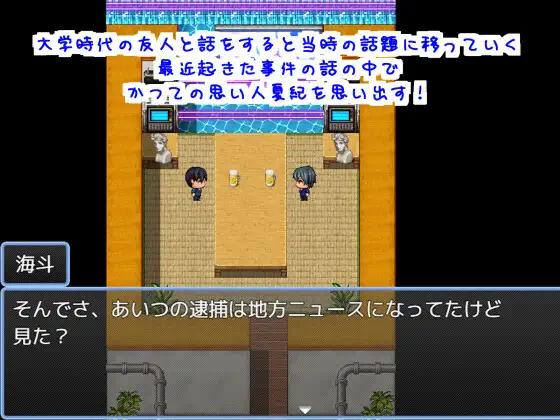 大学時代の友人と話をすると当時の話題に移っていく
最近起きた事件の話の中で
かつての思い人夏紀を思い出す!
海斗
そんでさ、あいつの逮捕は地方ニュースになってたけど
見た?